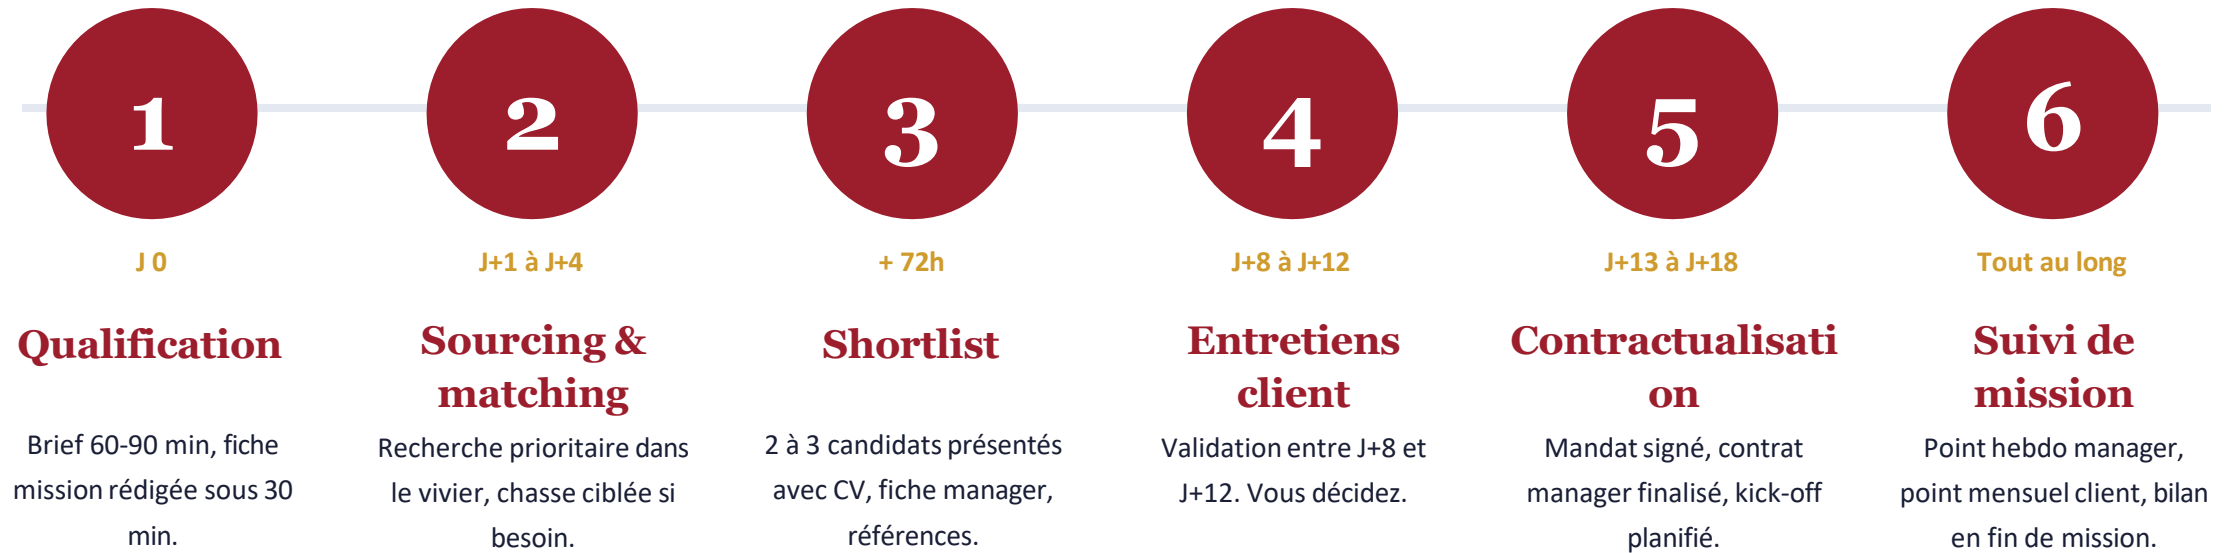 1
J 0
Qualification
Brief 60-90 min, fiche
mission rédigée sous 30
min.
2
J+1 à J+4
Sourcing &
matching
Recherche prioritaire dans
le vivier, chasse ciblée si
besoin.
3
+ 72h
Shortlist
2 à 3 candidats présentés
avec CV, fiche manager,
références.
4
J+8 à J+12
Entretiens
client
Validation entre J+8 et
J+12. Vous décidez.
5
J+13 à J+18
Contractualisati
on
Mandat signé, contrat
manager finalisé, kick-off
planifié.
6
Tout au long
Suivi de
mission
Point hebdo manager,
point mensuel client, bilan
en fin de mission.